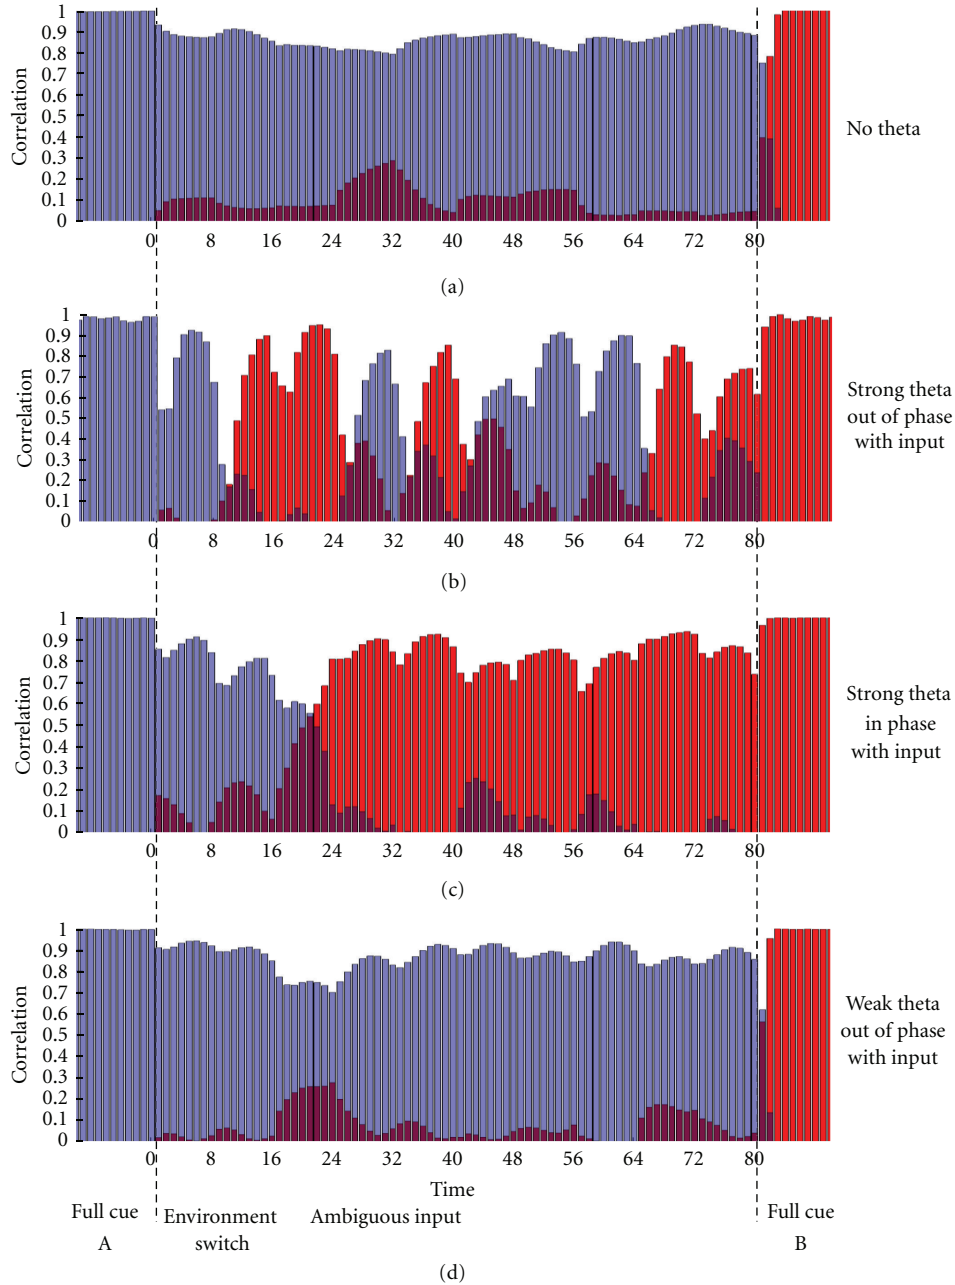 1
0.9
0.8
0.7
0.6
0.5
0.4
0.3
0.2
0.1
0
Correlation
No theta
0 8 16 24 32 40 48 56 64 72 80
(a)
1
0.9
0.8
0.7
0.6
0.5
0.4
0.3
0.2
0.1
0
Correlation
Strong theta
out of phase
with input
0 8 16 24 32 40 48 56 64 72 80
(b)
1
0.9
0.8
0.7
0.6
0.5
0.4
0.3
0.2
0.1
0
Correlation
Strong theta
in phase
with input
0 8 16 24 32 40 48 56 64 72 80
(c)
1
0.9
0.8
0.7
0.6
0.5
0.4
0.3
0.2
0.1
0
Correlation
Weak theta
out of phase
with input
0 8 16 24 32 40 48 56 64 72 80
Time
Full cue
A
Environment
switch
Ambiguous input
Full cue
B
(d)